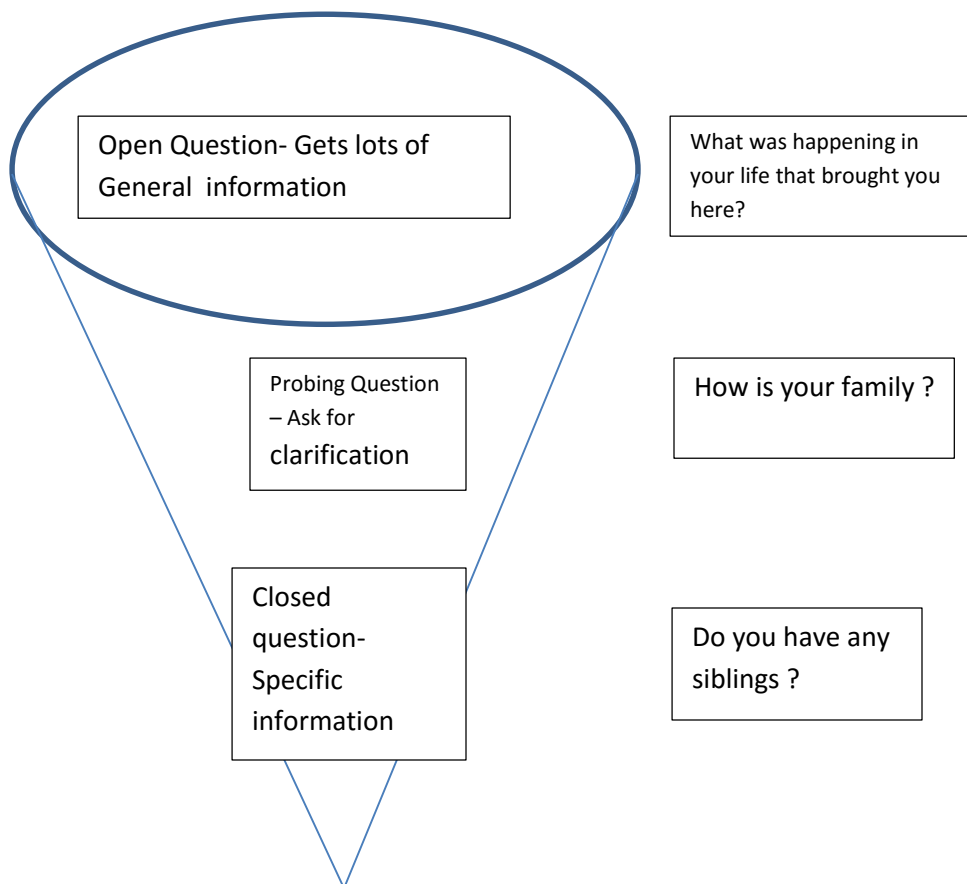 Open Question- Gets lots of
General  information
What was happening in
your life that brought you
here?
Probing Question
– Ask for
clarification
How is your family ?
Closed
question-
Specific
information
Do you have any
siblings ?